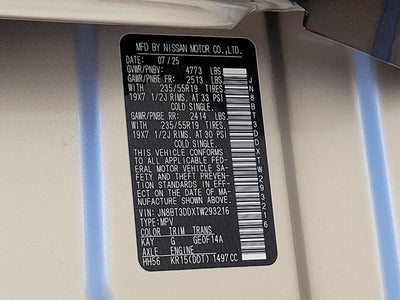 MFD BY NISSAN MOTOR CO.,LTD.
DATE: 07/25
GVWR/PNBV: 4773 LBS
GAWR/PNBE FR: 2513 LBS
WITH 235/55R19 TIRES,
19X7 1/2J RIMS, AT 33 PSI
COLD SINGLE.
GAWR/PNBE RR: 2414 LBS
WITH 235/55R19 TIRES,
19X7 1/2J RIMS, AT 30 PSI
COLD SINGLE.
THIS VEHICLE CONFORMS
TO ALL APPLICABLE FED-
ERAL MOTOR VEHICLE SA-
FETY AND THEFT PREVEN-
TION STANDARDS IN EFF-
ECT ON THE DATE OF MA-
NUFACTURE SHOWN ABOVE.
VIN: JN8BT3DDXTW293216
TYPE: MPV
COLOR TRIM TRANS
KAY G GEOF14A
AXLE ENGINE
HH56 KR15(DDT) 1497CC
JN8BT3DDXTW293216